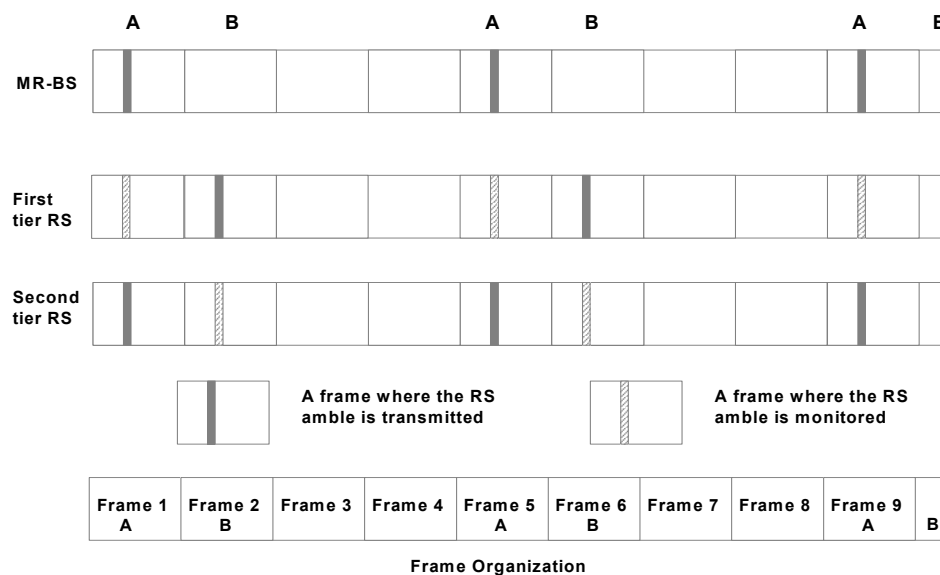 A B A B A B
MR-BS
First
tier RS
Second
tier RS
A frame where the RS
amble is transmitted
A frame where the RS
amble is monitored
Frame 1 Frame 2 Frame 3 Frame 4 Frame 5 Frame 6 Frame 7 Frame 8 Frame 9
A B A B A B
Frame Organization